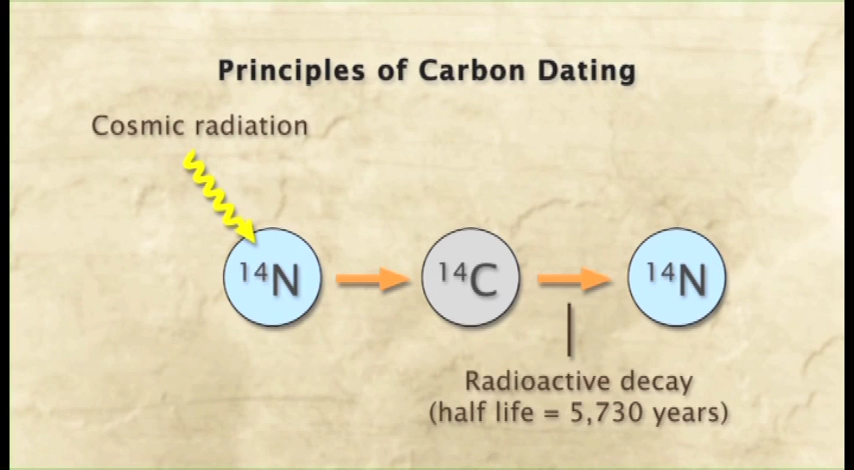 Principles of Carbon Dating
Cosmic radiation
¹⁴N
¹⁴C
¹⁴N
Radioactive decay
(half life = 5,730 years)